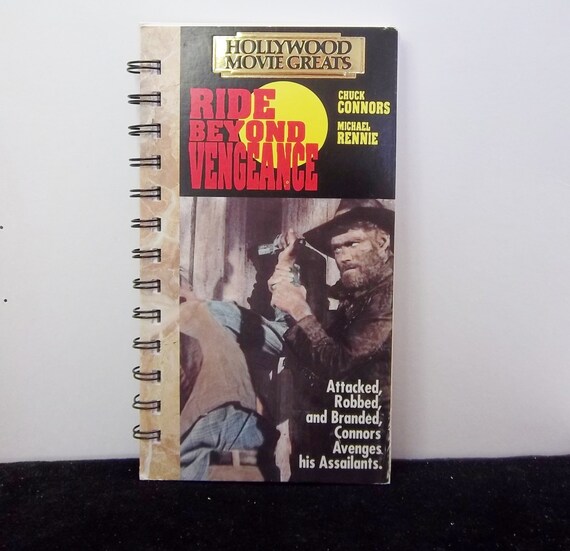 HOLLYWOOD
MOVIE GREATS
RIDE
BEYOND
VENGEANCE
CHUCK
CONNORS
MICHAEL
RENNIE
Attacked,
Robbed,
and Branded,
Connors
Avenges
his Assailants.